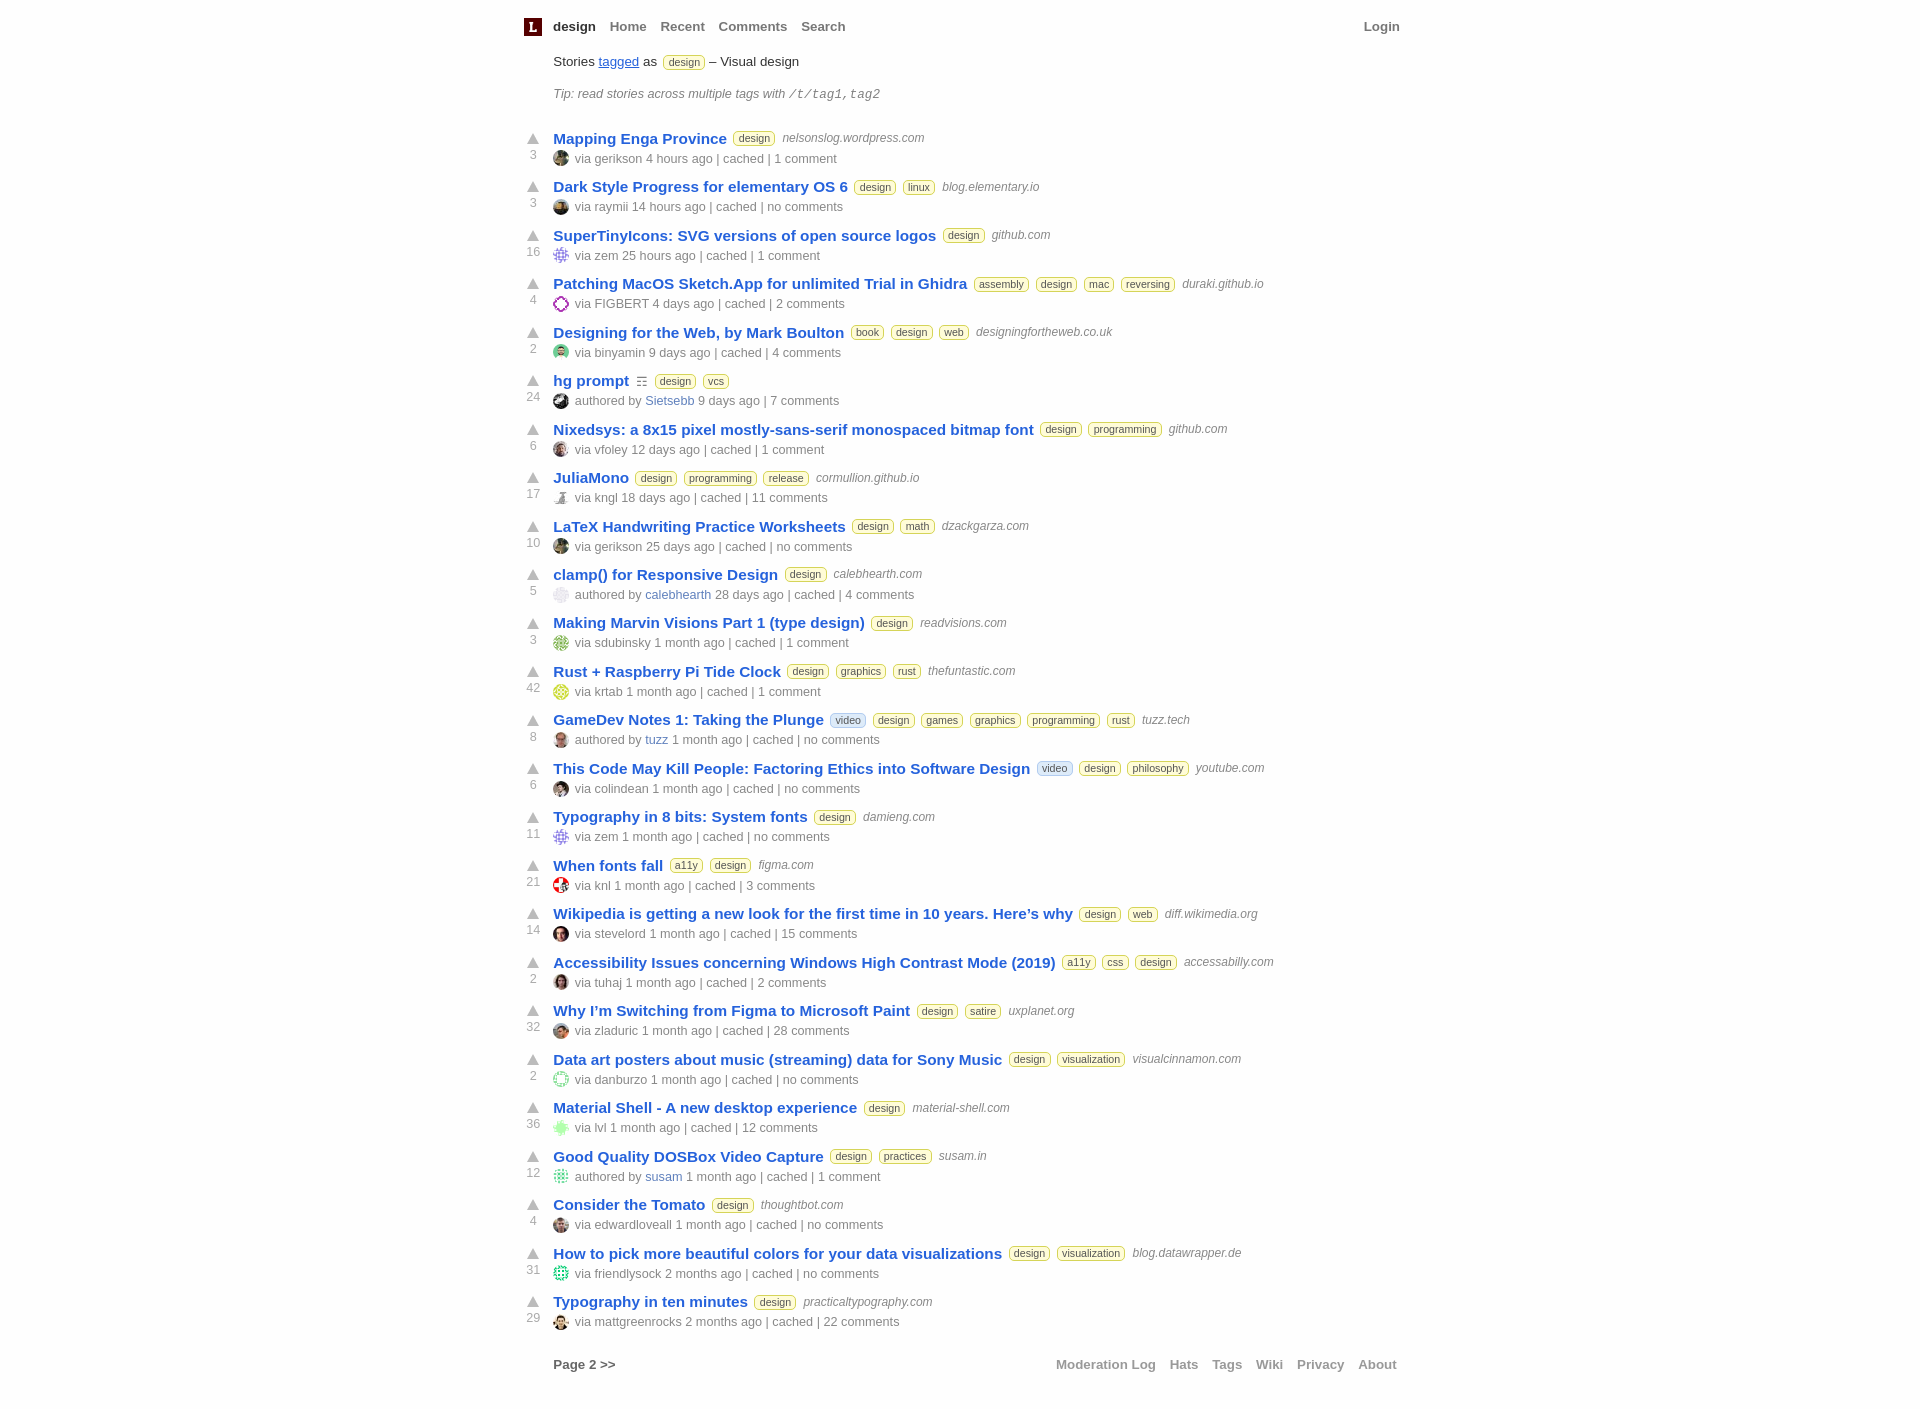 L design Home Recent Comments Search Login
Stories tagged as design – Visual design
Tip: read stories across multiple tags with /t/tag1,tag2
Mapping Enga Province design nelsonslog.wordpress.com
3 via gerikson 4 hours ago | cached | 1 comment
Dark Style Progress for elementary OS 6 design linux blog.elementary.io
3 via raymii 14 hours ago | cached | no comments
SuperTinyIcons: SVG versions of open source logos design github.com
16 via zem 25 hours ago | cached | 1 comment
Patching MacOS Sketch.App for unlimited Trial in Ghidra assembly design mac reversing duraki.github.io
4 via FIGBERT 4 days ago | cached | 2 comments
Designing for the Web, by Mark Boulton book design web designingfortheweb.co.uk
2 via binyamin 9 days ago | cached | 4 comments
hg prompt ☶ design vcs
24 authored by Sietsebb 9 days ago | 7 comments
Nixedsys: a 8x15 pixel mostly-sans-serif monospaced bitmap font design programming github.com
6 via vfoley 12 days ago | cached | 1 comment
JuliaMono design programming release cormullion.github.io
17 via kngl 18 days ago | cached | 11 comments
LaTeX Handwriting Practice Worksheets design math dzackgarza.com
10 via gerikson 25 days ago | cached | no comments
clamp() for Responsive Design design calebhearth.com
5 authored by calebhearth 28 days ago | cached | 4 comments
Making Marvin Visions Part 1 (type design) design readvisions.com
3 via sdubinsky 1 month ago | cached | 1 comment
Rust + Raspberry Pi Tide Clock design graphics rust thefuntastic.com
42 via krtab 1 month ago | cached | 1 comment
GameDev Notes 1: Taking the Plunge video design games graphics programming rust tuzz.tech
8 authored by tuzz 1 month ago | cached | no comments
This Code May Kill People: Factoring Ethics into Software Design video design philosophy youtube.com
6 via colindean 1 month ago | cached | no comments
Typography in 8 bits: System fonts design damieng.com
11 via zem 1 month ago | cached | no comments
When fonts fall a11y design figma.com
21 via knl 1 month ago | cached | 3 comments
Wikipedia is getting a new look for the first time in 10 years. Here’s why design web diff.wikimedia.org
14 via stevelord 1 month ago | cached | 15 comments
Accessibility Issues concerning Windows High Contrast Mode (2019) a11y css design accessabilly.com
2 via tuhaj 1 month ago | cached | 2 comments
Why I’m Switching from Figma to Microsoft Paint design satire uxplanet.org
32 via zladuric 1 month ago | cached | 28 comments
Data art posters about music (streaming) data for Sony Music design visualization visualcinnamon.com
2 via danburzo 1 month ago | cached | no comments
Material Shell - A new desktop experience design material-shell.com
36 via lvl 1 month ago | cached | 12 comments
Good Quality DOSBox Video Capture design practices susam.in
12 authored by susam 1 month ago | cached | 1 comment
Consider the Tomato design thoughtbot.com
4 via edwardloveall 1 month ago | cached | no comments
How to pick more beautiful colors for your data visualizations design visualization blog.datawrapper.de
31 via friendlysock 2 months ago | cached | no comments
Typography in ten minutes design practicaltypography.com
29 via mattgreenrocks 2 months ago | cached | 22 comments
Page 2 >> Moderation Log Hats Tags Wiki Privacy About